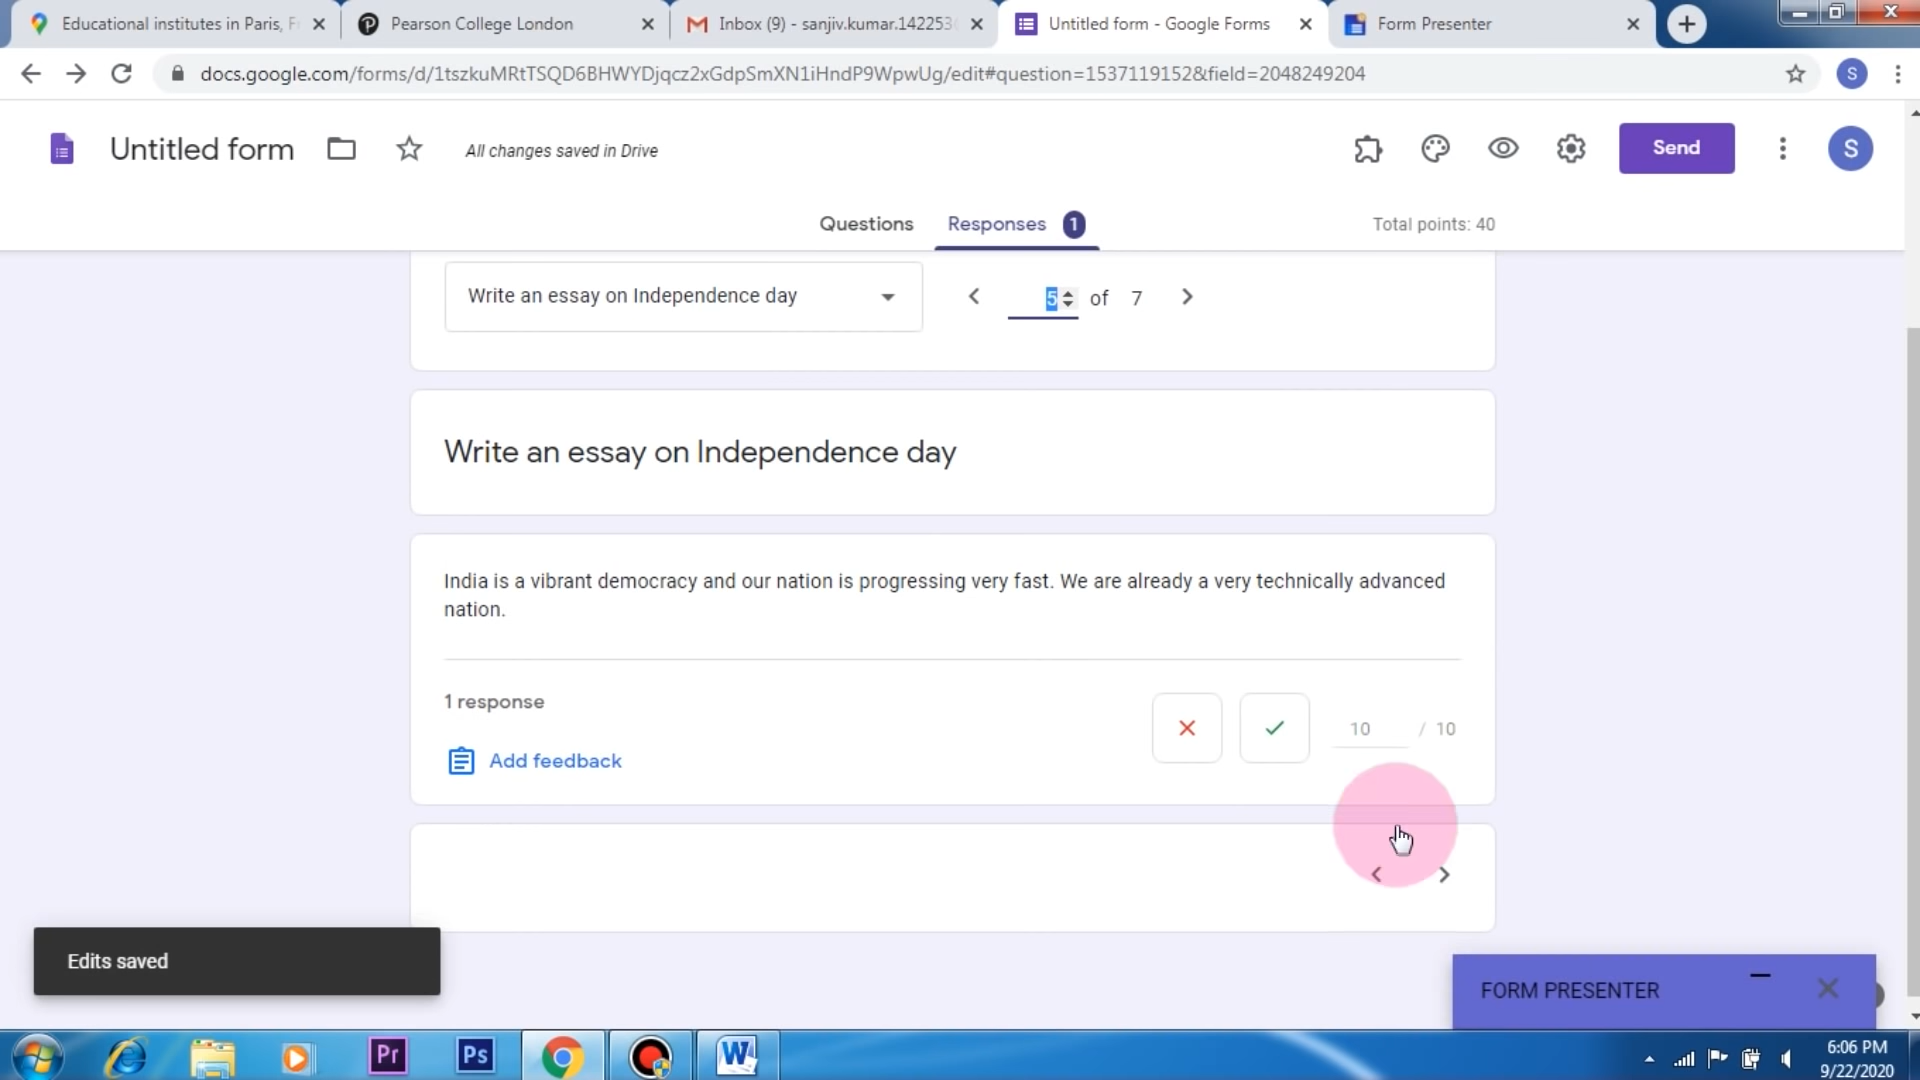 Educational institutes in Paris, F
Pearson College London
Inbox (9) - sanjiv.kumar.142253
Untitled form - Google Forms
Form Presenter
docs.google.com/forms/d/1tszkuMRtTSQD6BHWYDjqcz2xGdpSmXN1iHndP9WpwUg/edit#question=1537119152&field=2048249204
S
Untitled form
All changes saved in Drive
Send
S
Questions
Responses 1
Total points: 40
Write an essay on Independence day
5 of 7
Write an essay on Independence day
India is a vibrant democracy and our nation is progressing very fast. We are already a very technically advanced
nation.
1 response
10 / 10
Add feedback
Edits saved
FORM PRESENTER
Pr
Ps
W
6:06 PM
9/22/2020